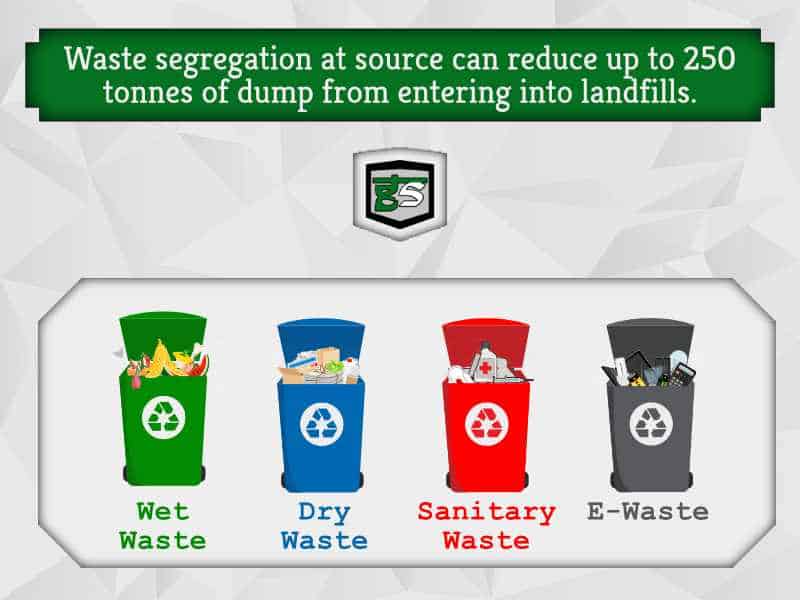 Waste segregation at source can reduce up to 250
tonnes of dump from entering into landfills.
Wet
Waste
Dry
Waste
Sanitary
Waste
E-Waste